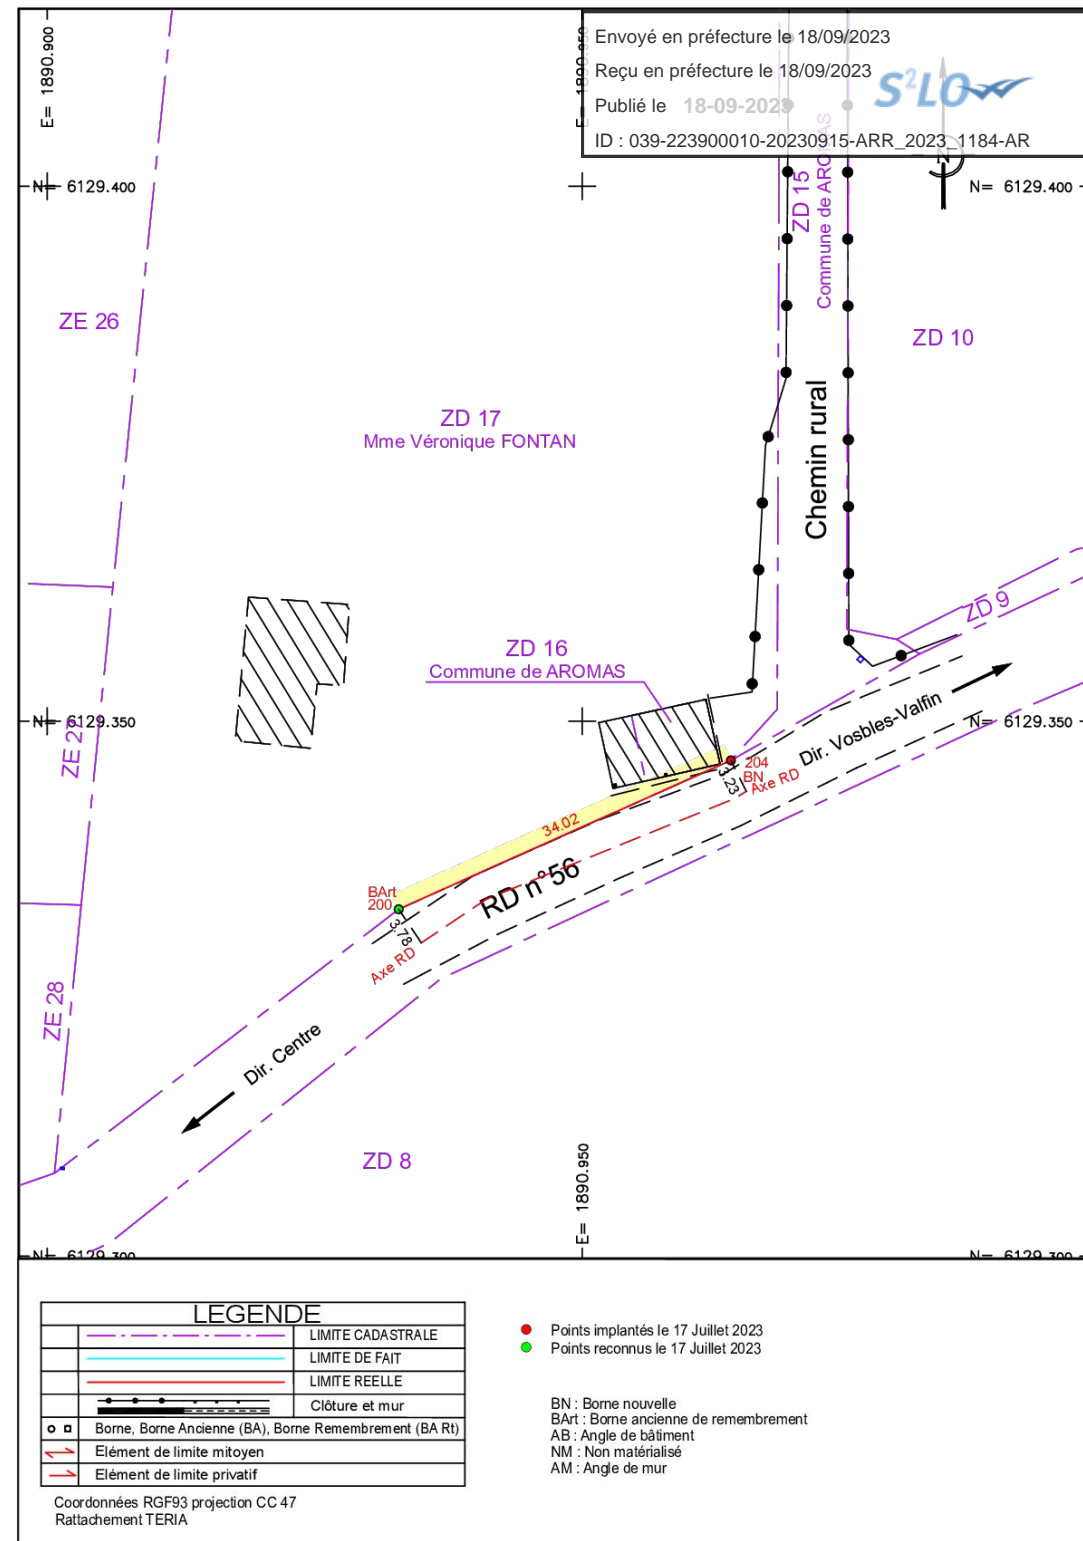 Envoyé en préfecture le 18/09/2023
Reçu en préfecture le 18/09/2023
Publié le 18-09-2023
S²LO
ID : 039-223900010-20230915-ARR_2023_1184-AR
E= 1890.900
E= 1890.950
N= 6129.400
N= 6129.400
N
ZD 15
Commune de AROMAS
ZE 26
ZD 10
ZD 17
Mme Véronique FONTAN
Chemin rural
ZD 9
ZD 16
Commune de AROMAS
N= 6129.350
N= 6129.350
ZE 27
Dir. Vosbles-Valfin
204
BN
3.23
Axe RD
34.02
RD n°56
BArt
200
3.78
Axe RD
ZE 28
Dir. Centre
ZD 8
E= 1890.950
N= 6129.300
N= 6129.300
LEGENDE
LIMITE CADASTRALE
LIMITE DE FAIT
LIMITE REELLE
Clôture et mur
Borne, Borne Ancienne (BA), Borne Remembrement (BA Rt)
Elément de limite mitoyen
Elément de limite privatif
Coordonnées RGF93 projection CC 47
Rattachement TERIA
Points implantés le 17 Juillet 2023
Points reconnus le 17 Juillet 2023
BN : Borne nouvelle
BArt : Borne ancienne de remembrement
AB : Angle de bâtiment
NM : Non matérialisé
AM : Angle de mur